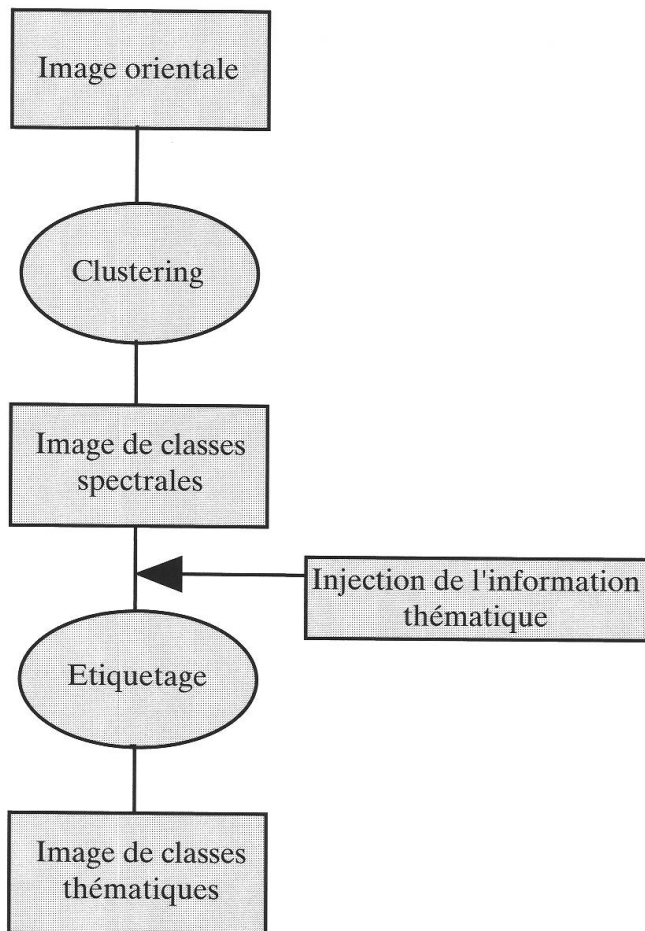 Image orientale
Clustering
Image de classes
spectrales
Injection de l'information
thématique
Etiquetage
Image de classes
thématiques